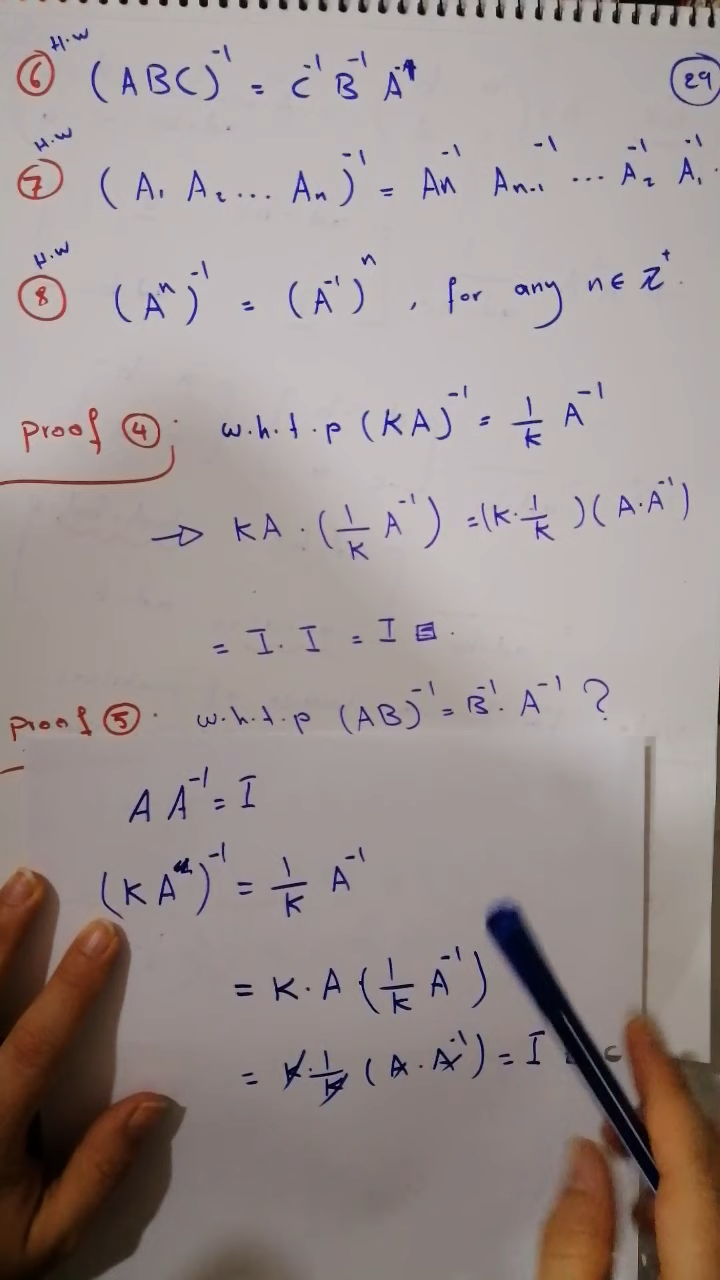 H.W
⑥ (ABC)⁻¹ = C⁻¹ B⁻¹ A⁻¹
29
H.W
⑦ (A₁ A₂ ... Aₙ)⁻¹ = Aₙ⁻¹ Aₙ₋₁⁻¹ ... A₂⁻¹ A₁⁻¹.
H.W
⑧ (Aⁿ)⁻¹ = (A⁻¹)ⁿ , for any n ∈ Z⁺.
Proof ④: w.h.t.p (KA)⁻¹ = 1/K A⁻¹
→ KA · (1/K A⁻¹) = (K · 1/K)(A · A⁻¹)
= I · I = I
Proof ⑤. w.h.t.p (AB)⁻¹ = B⁻¹ · A⁻¹ ?
A A⁻¹ = I
(KA)⁻¹ = 1/K A⁻¹
= K · A (1/K A⁻¹)
= K · 1/K (A · A⁻¹) = I